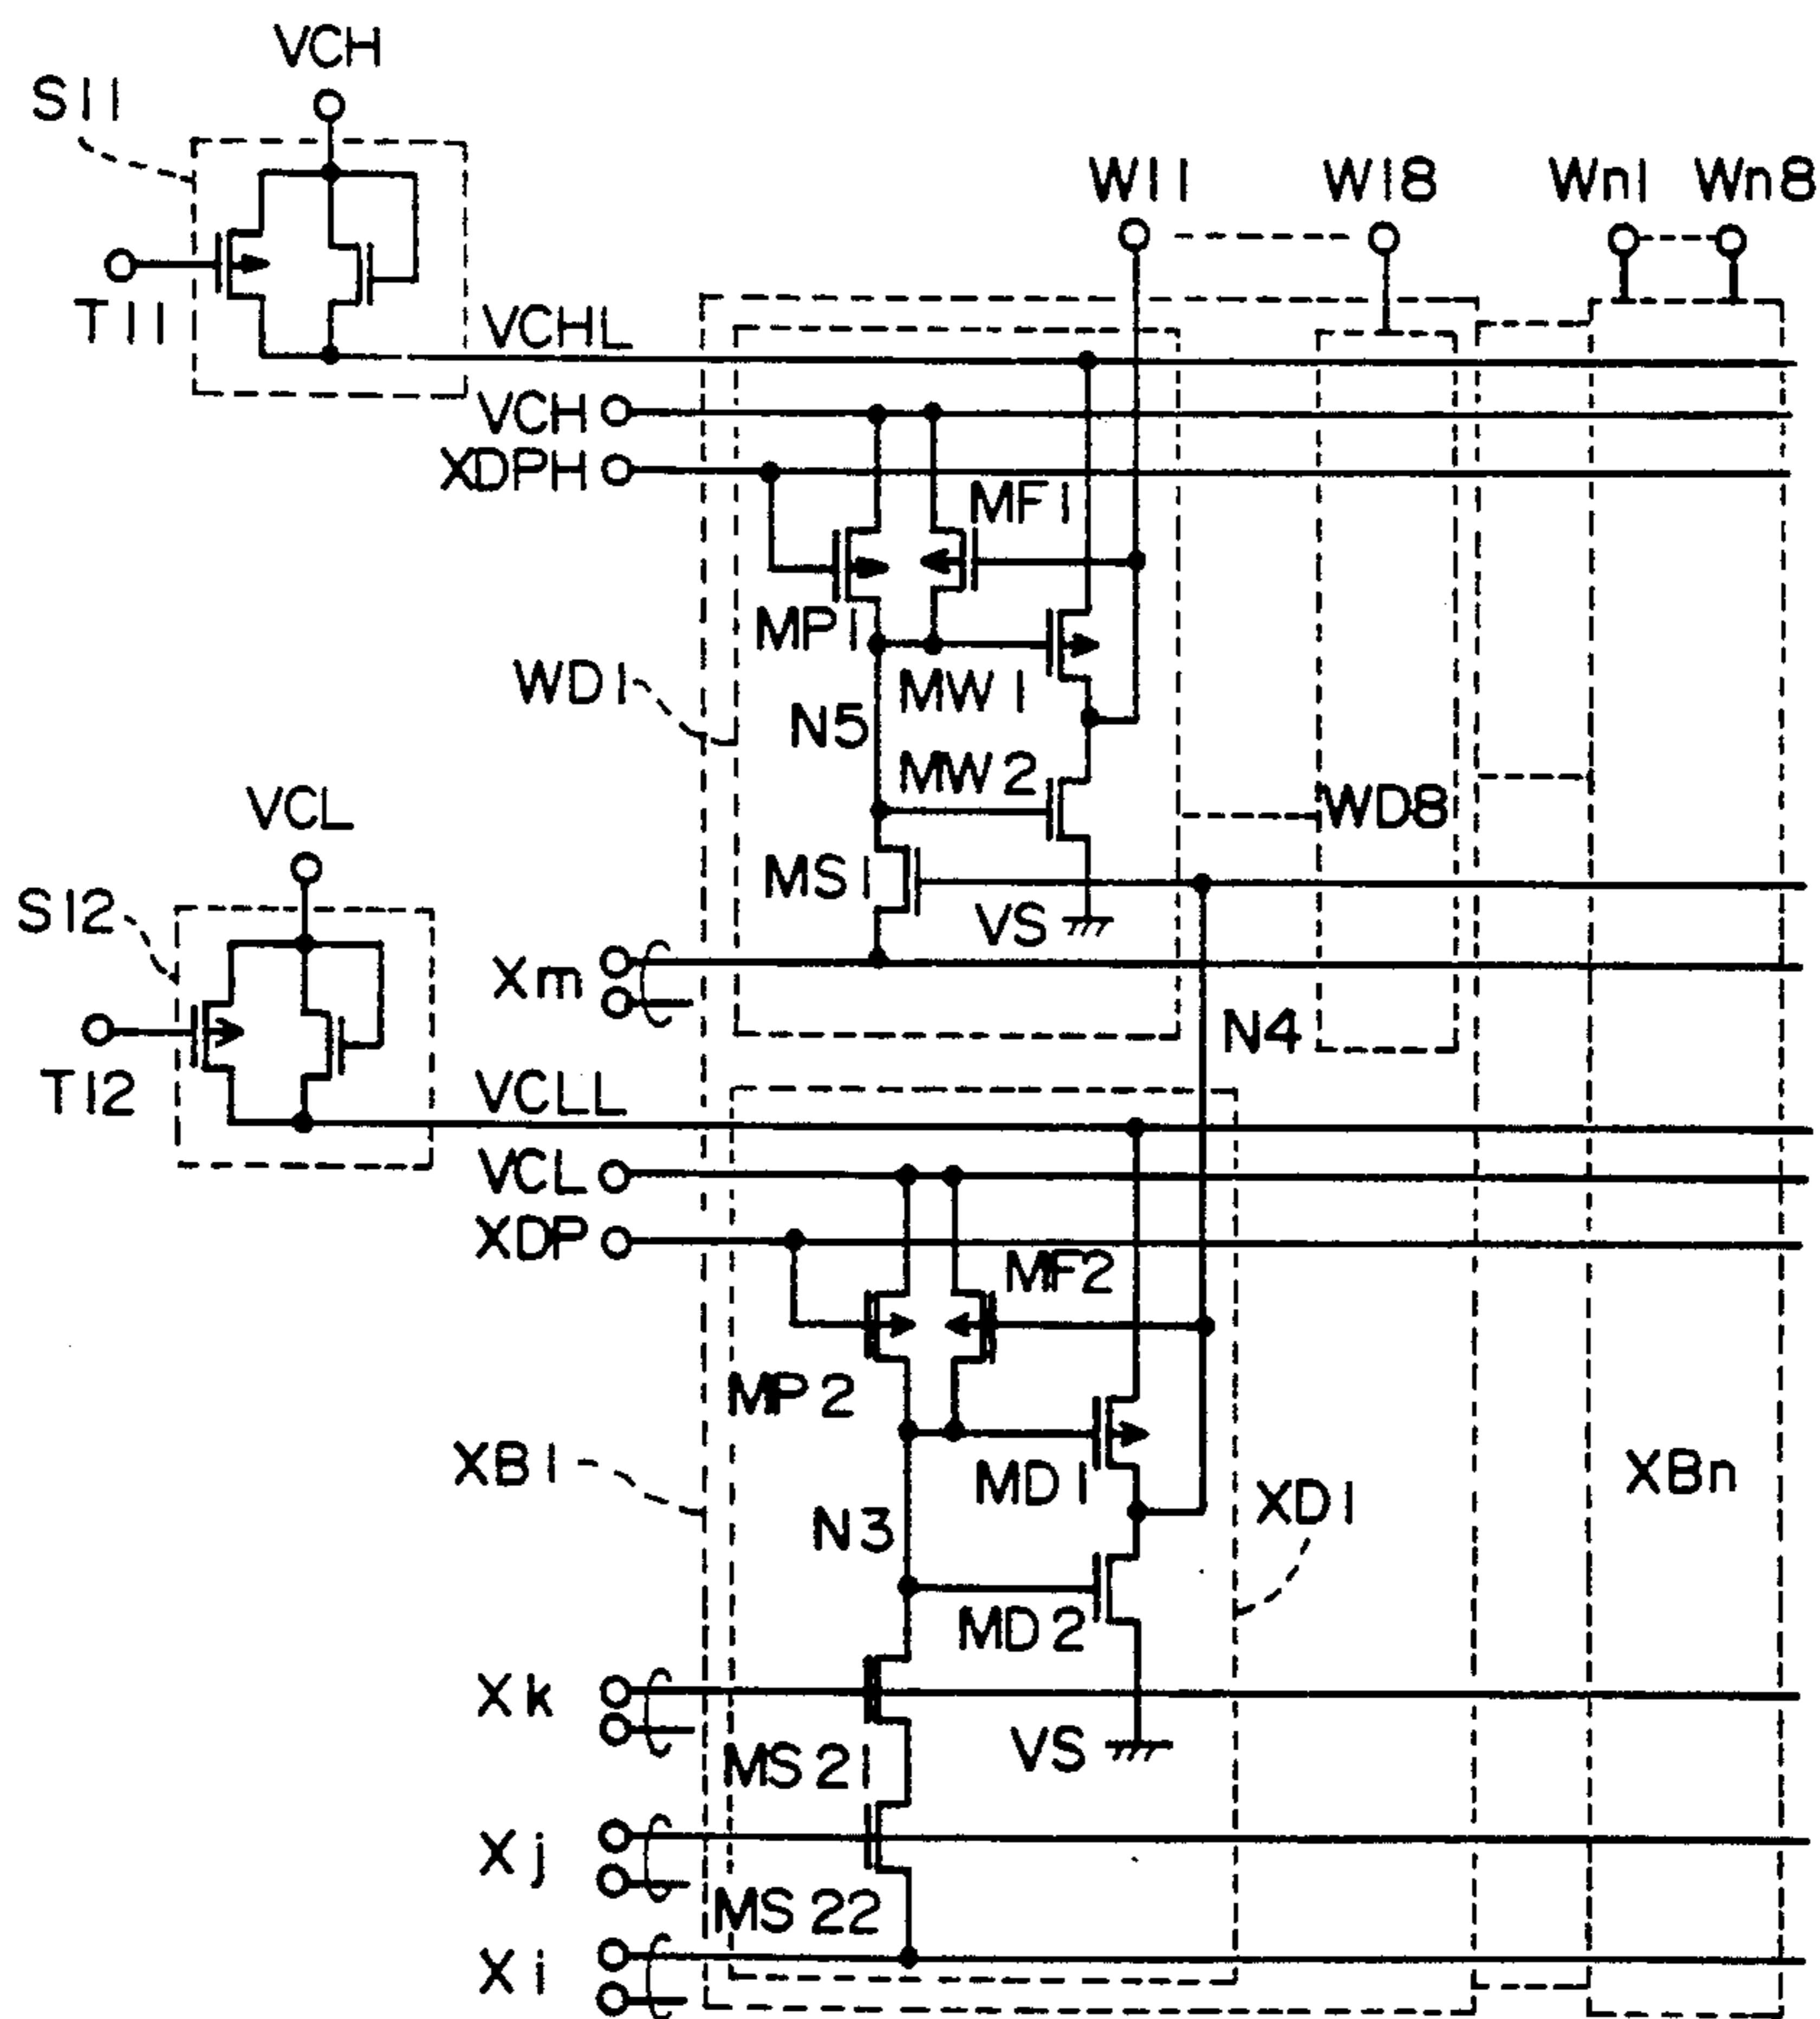 VCH
S11
W11
W18
Wn1
Wn8
T11
VCHL
VCH
XDPH
MF1
MP1
WD1
MW1
N5
MW2
VCL
WD8
MS1
S12
VS
Xm
N4
T12
VCLL
VCL
XDP
MF2
MP2
XB1
MD1
XBn
XD1
N3
MD2
Xk
VS
MS21
Xj
MS22
Xi